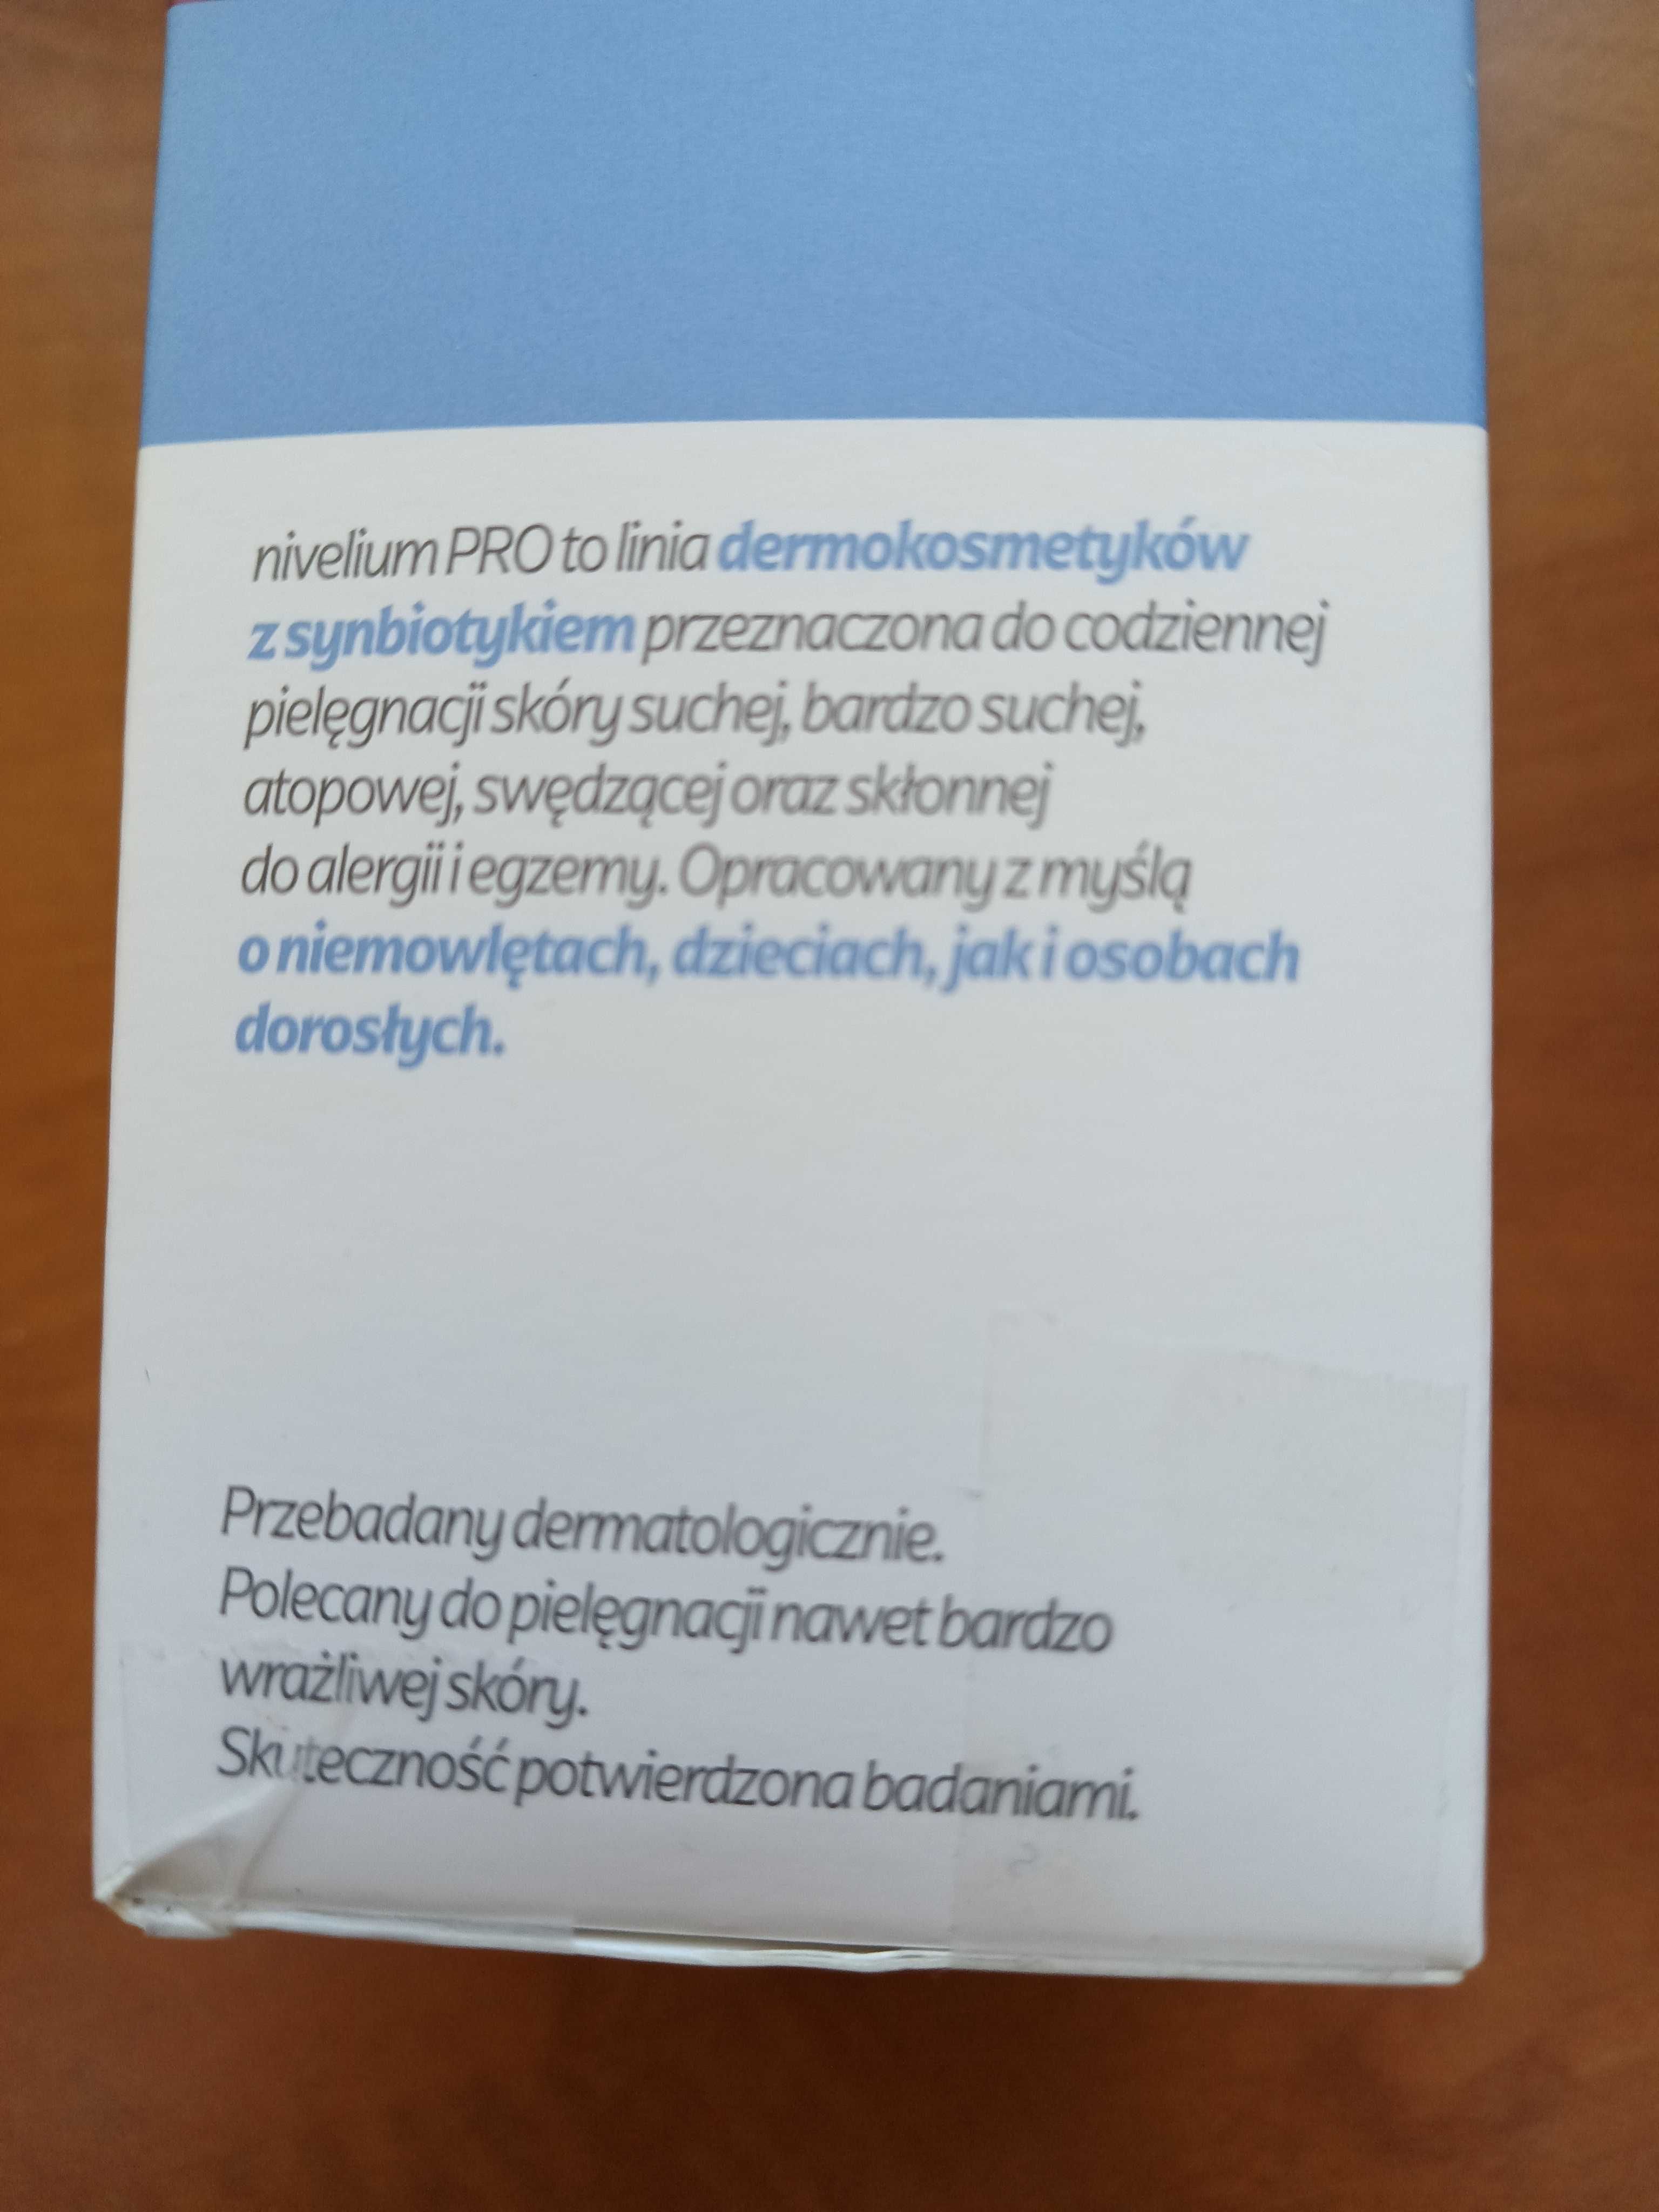 nivelium PRO to linia dermokosmetyków
z synbiotykiem przeznaczona do codziennej
pielęgnacji skóry suchej, bardzo suchej,
atopowej, swędzącej oraz skłonnej
do alergii i egzemy. Opracowany z myślą
o niemowlętach, dzieciach, jak i osobach
dorosłych.
Przebadany dermatologicznie.
Polecany do pielęgnacji nawet bardzo
wrażliwej skóry.
Skuteczność potwierdzona badaniami.